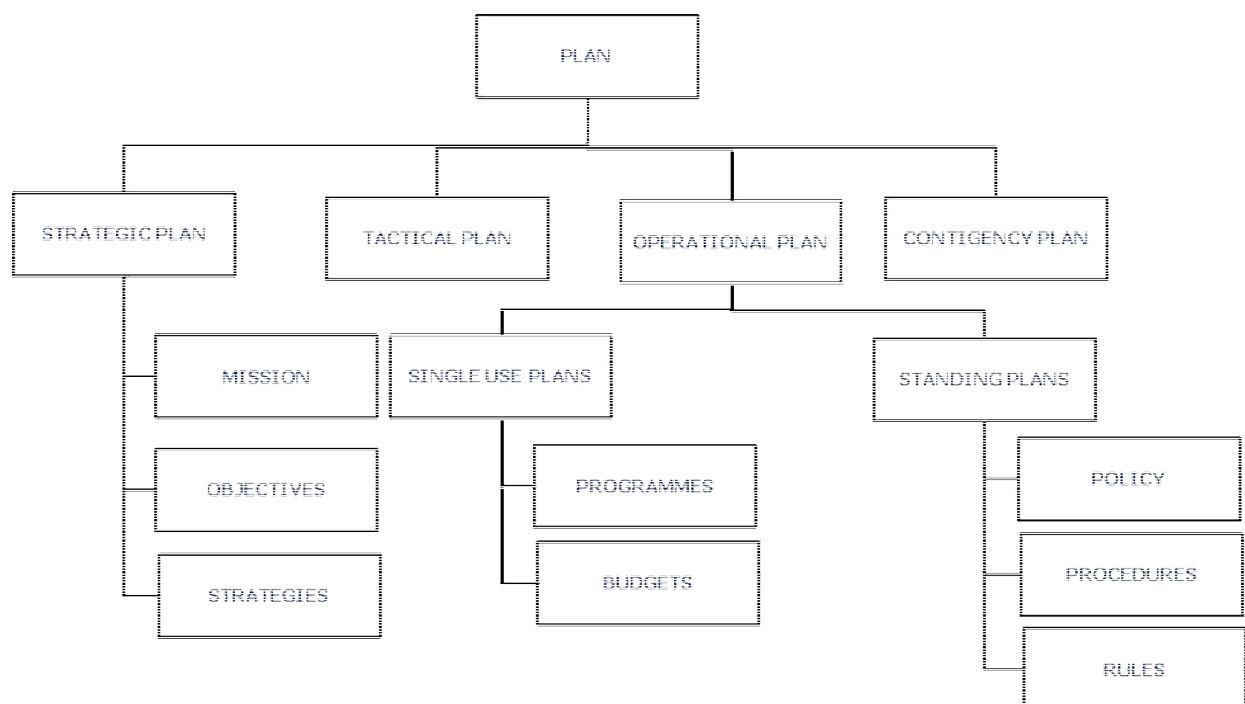 PLAN
STRATEGIC PLAN
TACTICAL PLAN
OPERATIONAL PLAN
CONTIGENCY PLAN
MISSION
SINGLE USE PLANS
STANDING PLANS
OBJECTIVES
PROGRAMMES
POLICY
STRATEGIES
BUDGETS
PROCEDURES
RULES